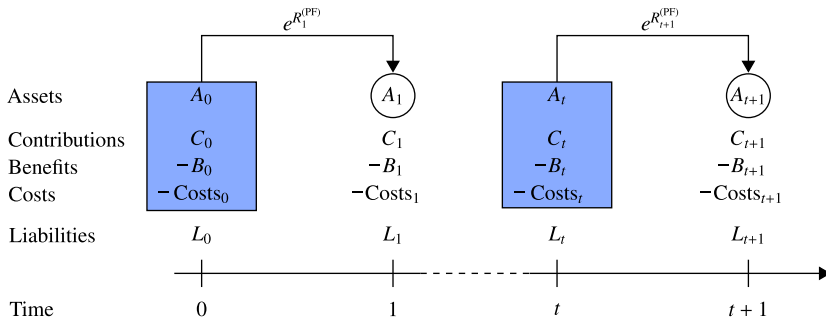 e^{R_1^{(PF)}} e^{R_{t+1}^{(PF)}}
Assets A_0 A_1 A_t A_{t+1}
Contributions C_0 C_1 C_t C_{t+1}
Benefits −B_0 −B_1 −B_t −B_{t+1}
Costs −Costs_0 −Costs_1 −Costs_t −Costs_{t+1}
Liabilities L_0 L_1 L_t L_{t+1}
Time 0 1 t t + 1